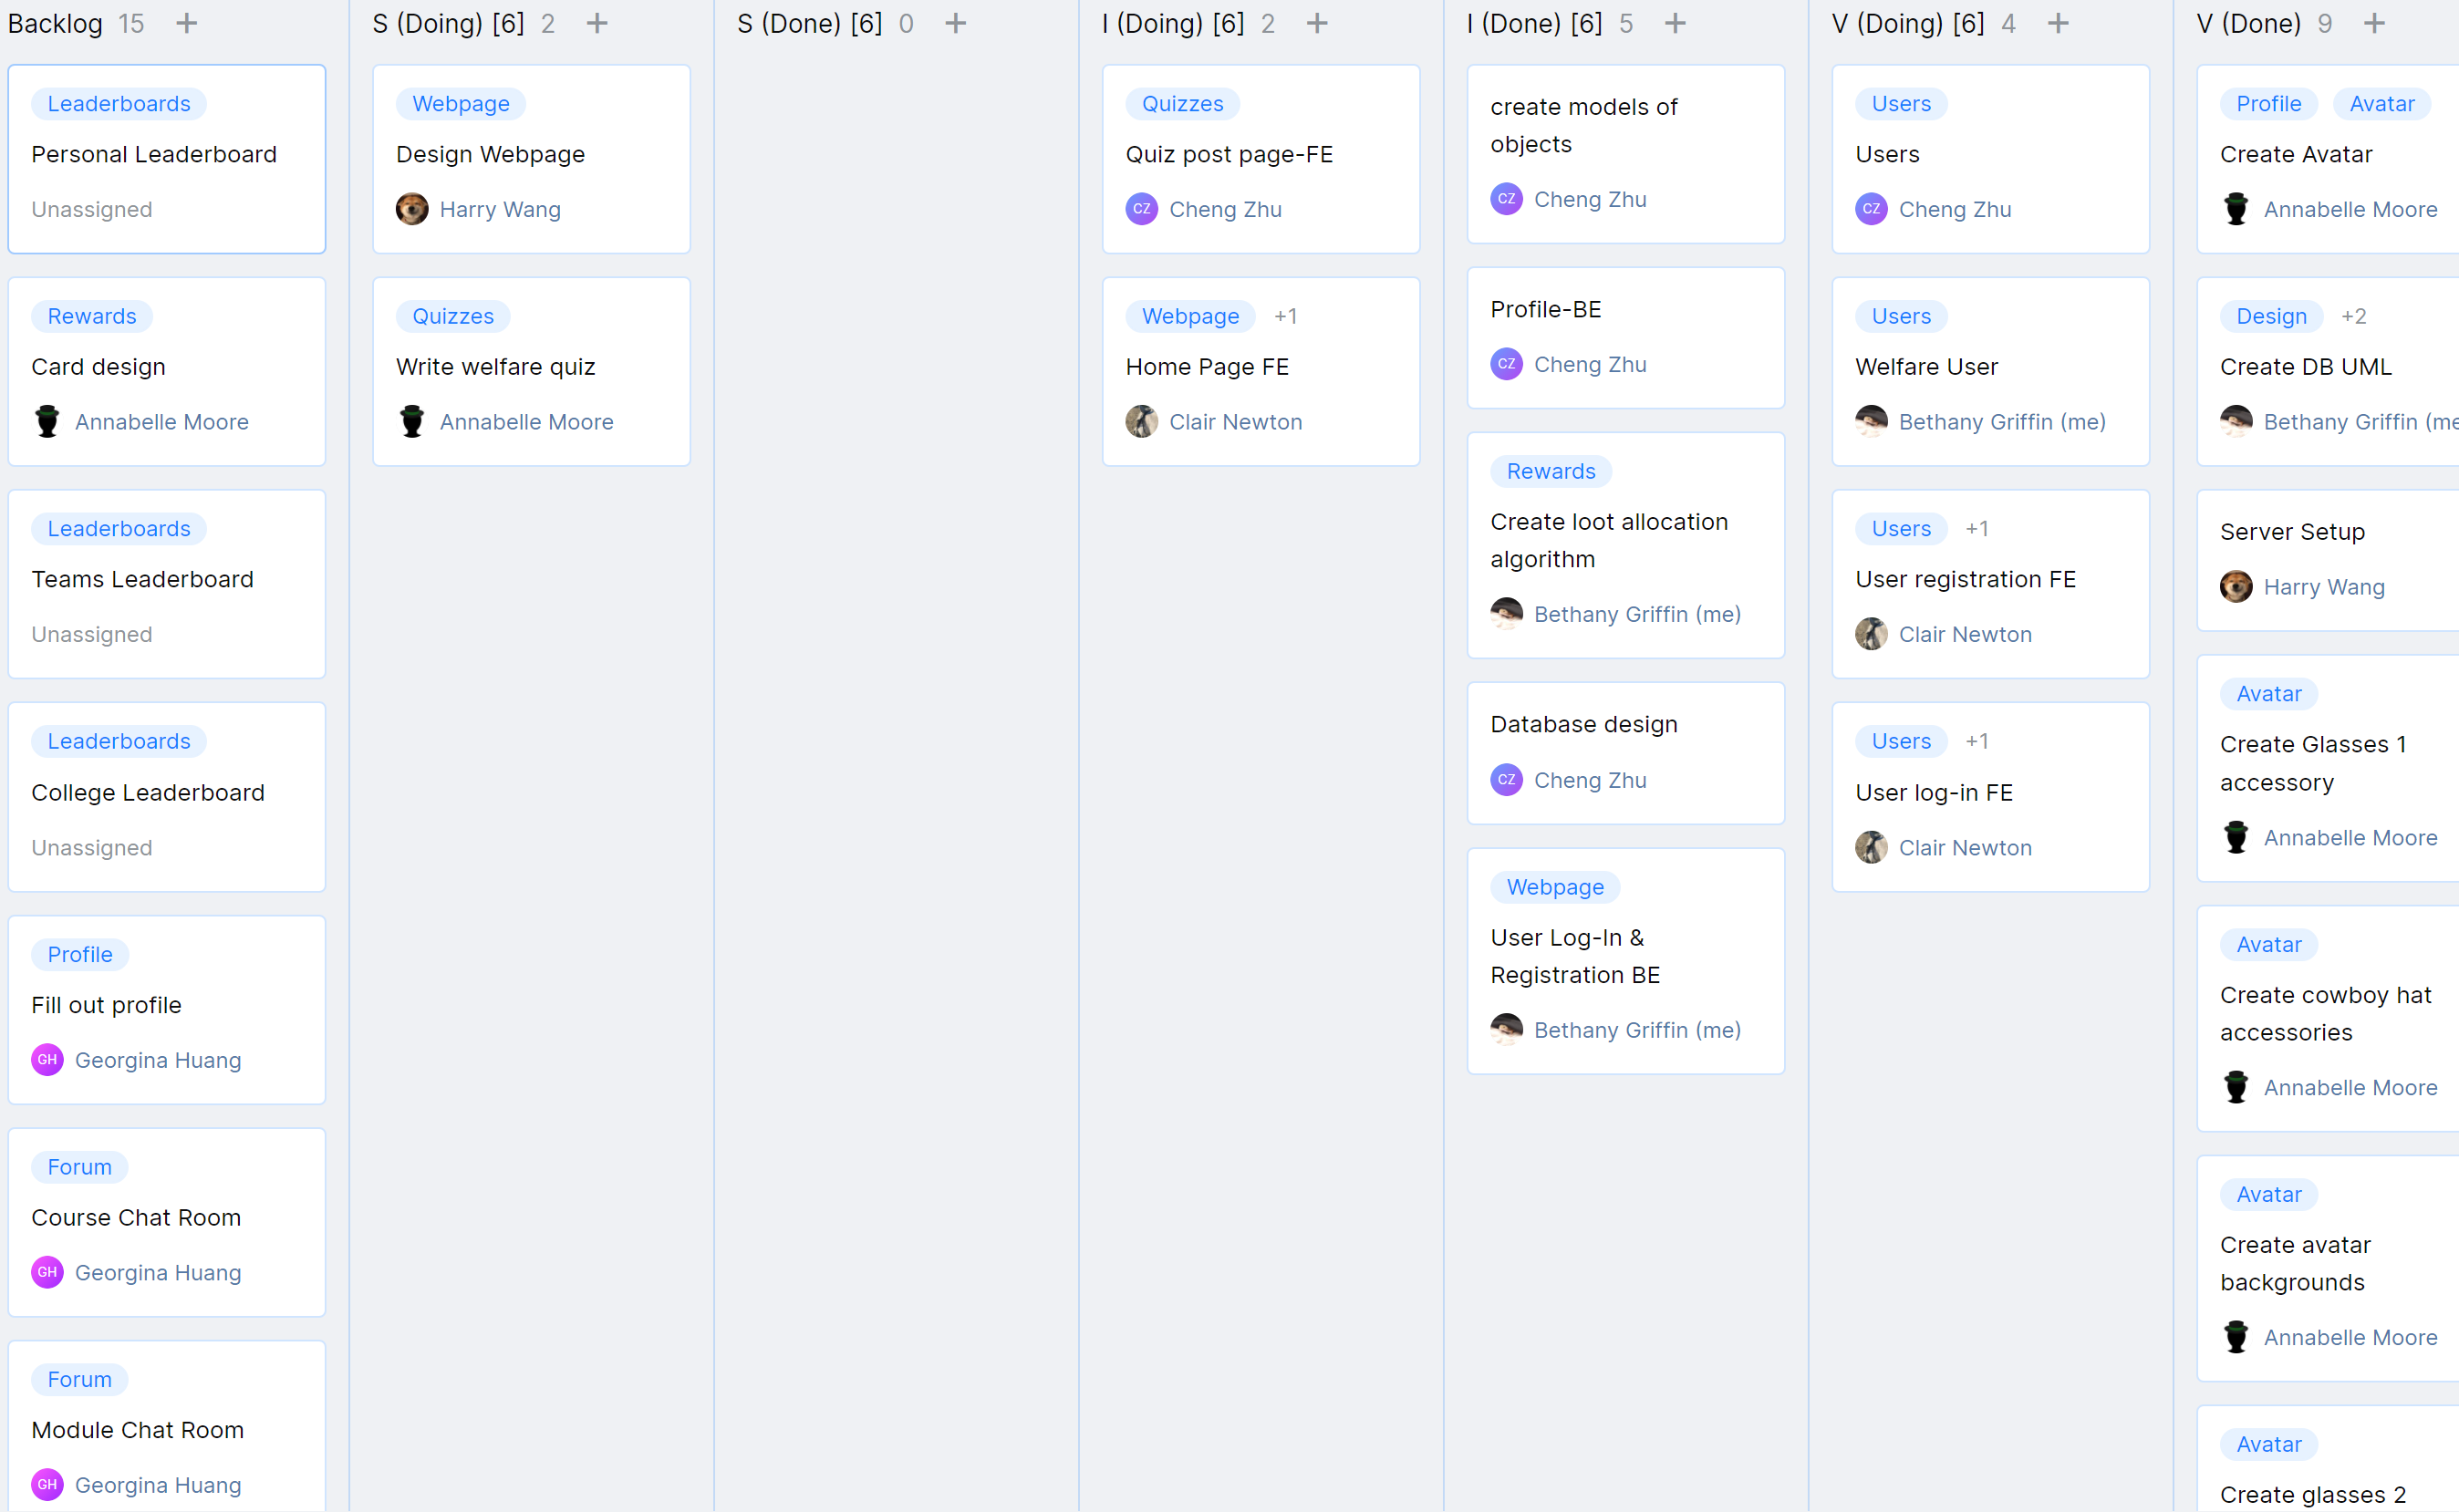 Backlog 15 +
Leaderboards
Personal Leaderboard
Unassigned
Rewards
Card design
Annabelle Moore
Leaderboards
Teams Leaderboard
Unassigned
Leaderboards
College Leaderboard
Unassigned
Profile
Fill out profile
GH Georgina Huang
Forum
Course Chat Room
GH Georgina Huang
Forum
Module Chat Room
GH Georgina Huang
S (Doing) [6] 2 +
Webpage
Design Webpage
Harry Wang
Quizzes
Write welfare quiz
Annabelle Moore
S (Done) [6] 0 +
I (Doing) [6] 2 +
Quizzes
Quiz post page-FE
CZ Cheng Zhu
Webpage +1
Home Page FE
Clair Newton
I (Done) [6] 5 +
create models of
objects
CZ Cheng Zhu
Profile-BE
CZ Cheng Zhu
Rewards
Create loot allocation
algorithm
Bethany Griffin (me)
Database design
CZ Cheng Zhu
Webpage
User Log-In &
Registration BE
Bethany Griffin (me)
V (Doing) [6] 4 +
Users
Users
CZ Cheng Zhu
Users
Welfare User
Bethany Griffin (me)
Users +1
User registration FE
Clair Newton
Users +1
User log-in FE
Clair Newton
V (Done) 9 +
Profile Avatar
Create Avatar
Annabelle Moore
Design +2
Create DB UML
Bethany Griffin (me
Server Setup
Harry Wang
Avatar
Create Glasses 1
accessory
Annabelle Moore
Avatar
Create cowboy hat
accessories
Annabelle Moore
Avatar
Create avatar
backgrounds
Annabelle Moore
Avatar
Create glasses 2